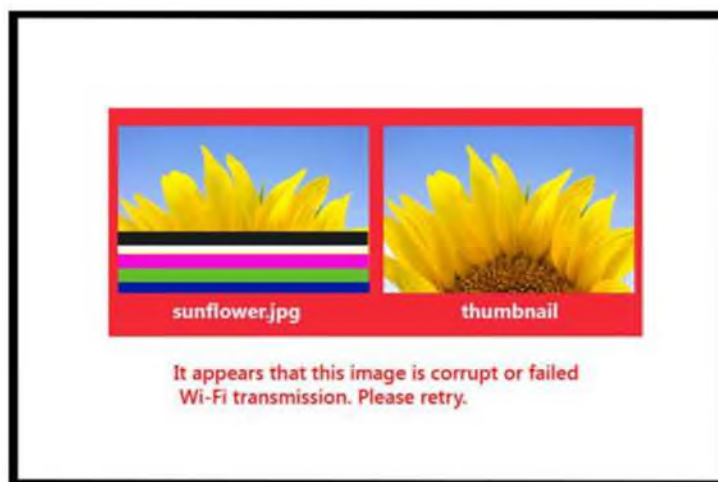 sunflower.jpg
thumbnail
It appears that this image is corrupt or failed
Wi-Fi transmission. Please retry.